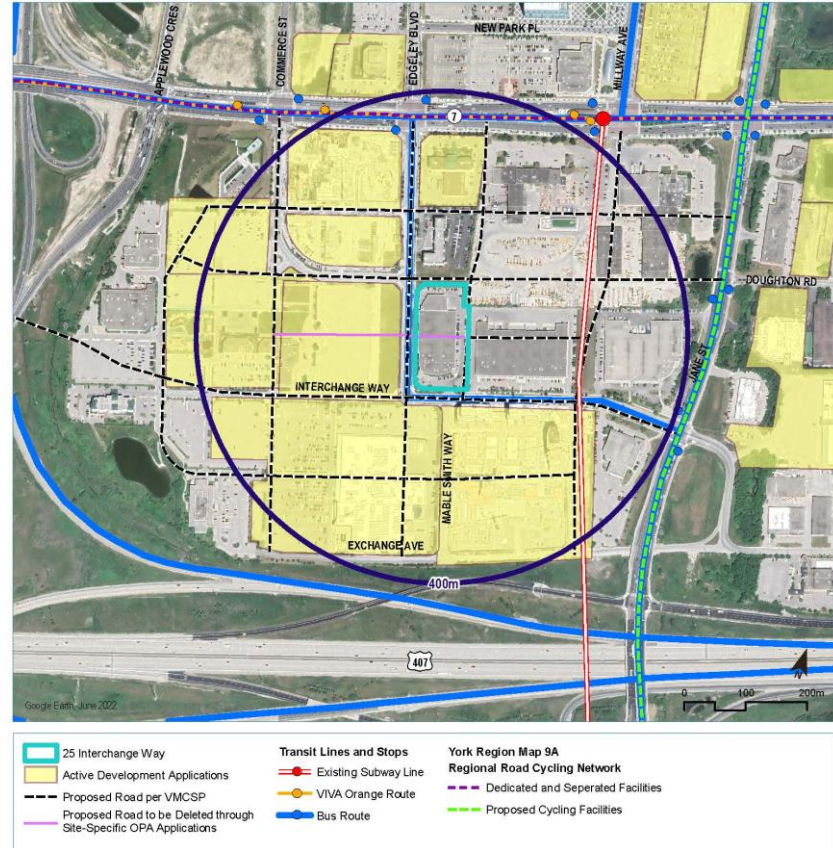 NEW PARK PL
APPLEWOOD CRES
COMMERCE ST
EDGELEY BLVD
MILLWAY AVE
7
DOUGHTON RD
JANE ST
INTERCHANGE WAY
MABLE SMITH WAY
EXCHANGE AVE
400m
407
N
Google Earth, June 2022
0 100 200m
25 Interchange Way
Active Development Applications
Proposed Road per VMCSP
Proposed Road to be Deleted through
Site-Specific OPA Applications
Transit Lines and Stops
Existing Subway Line
VIVA Orange Route
Bus Route
York Region Map 9A
Regional Road Cycling Network
Dedicated and Seperated Facilities
Proposed Cycling Facilities